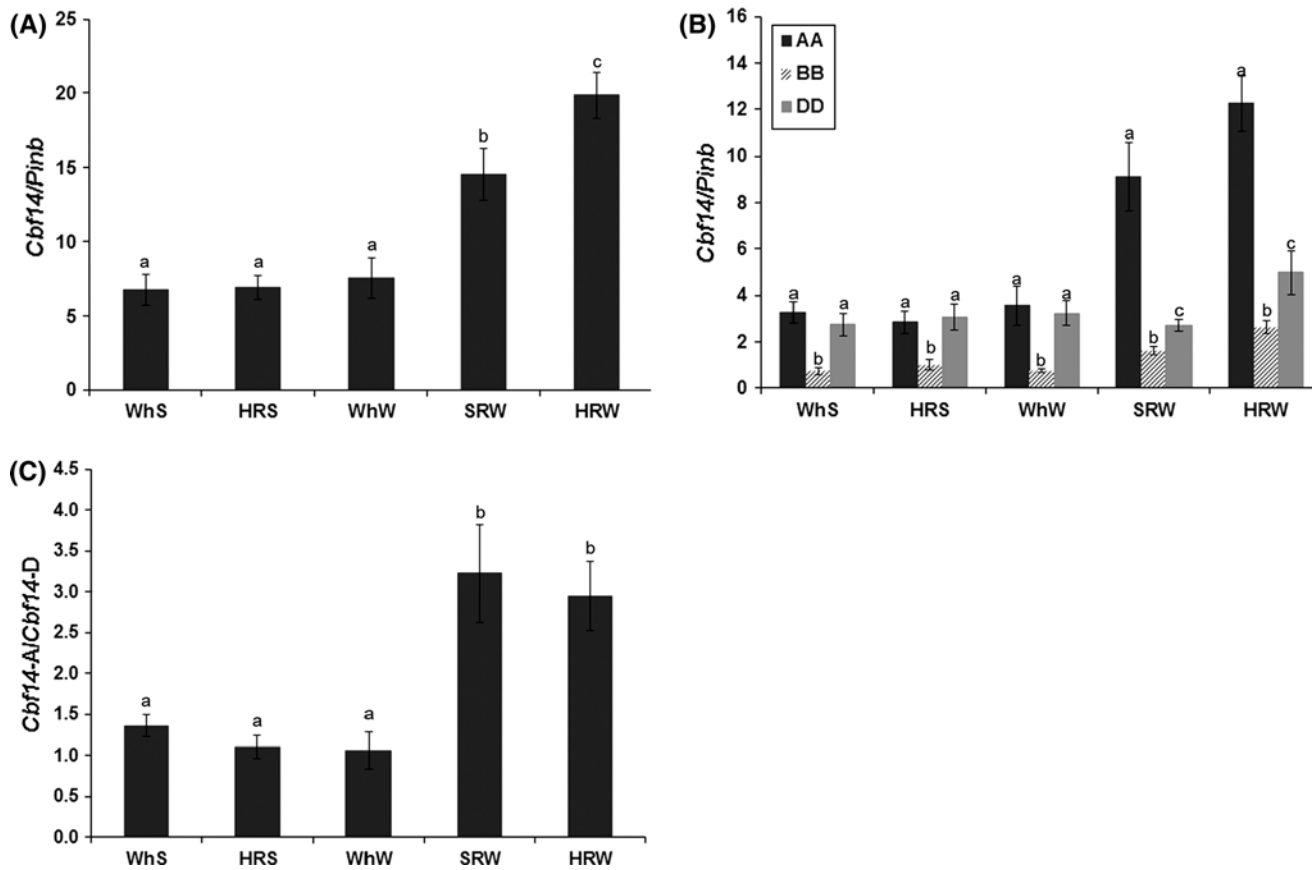 (A)
Cbf14/Pinb
25
20
15
10
5
0
a
a
a
b
c
WhS HRS WhW SRW HRW
(B)
Cbf14/Pinb
16
14
12
10
8
6
4
2
0
AA
BB
DD
a b a
a b a
a b a
a b c
a b c
WhS HRS WhW SRW HRW
(C)
Cbf14-A/Cbf14-D
4.5
4.0
3.5
3.0
2.5
2.0
1.5
1.0
0.5
0.0
a
a
a
b
b
WhS HRS WhW SRW HRW